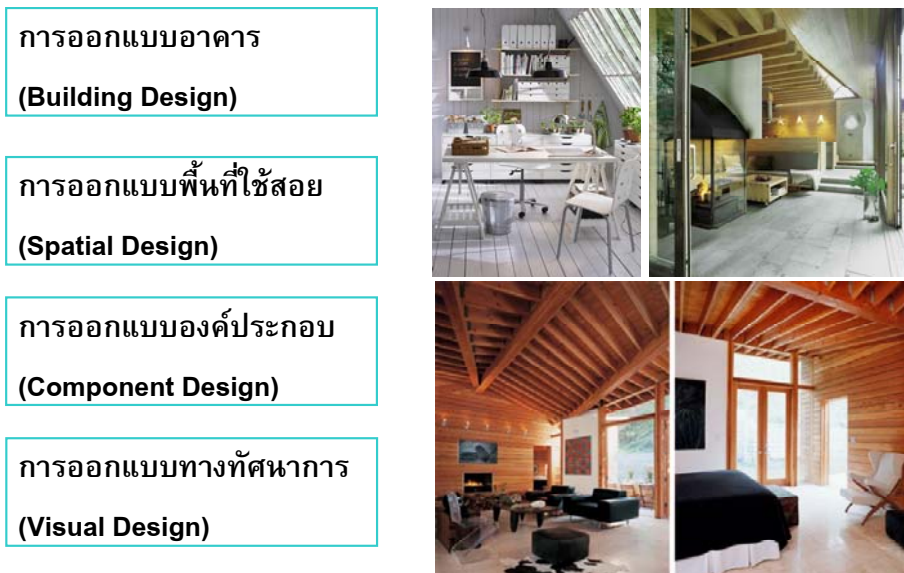 การออกแบบอาคาร
(Building Design)
การออกแบบพื้นที่ใช้สอย
(Spatial Design)
การออกแบบองค์ประกอบ
(Component Design)
การออกแบบทางทัศนาการ
(Visual Design)